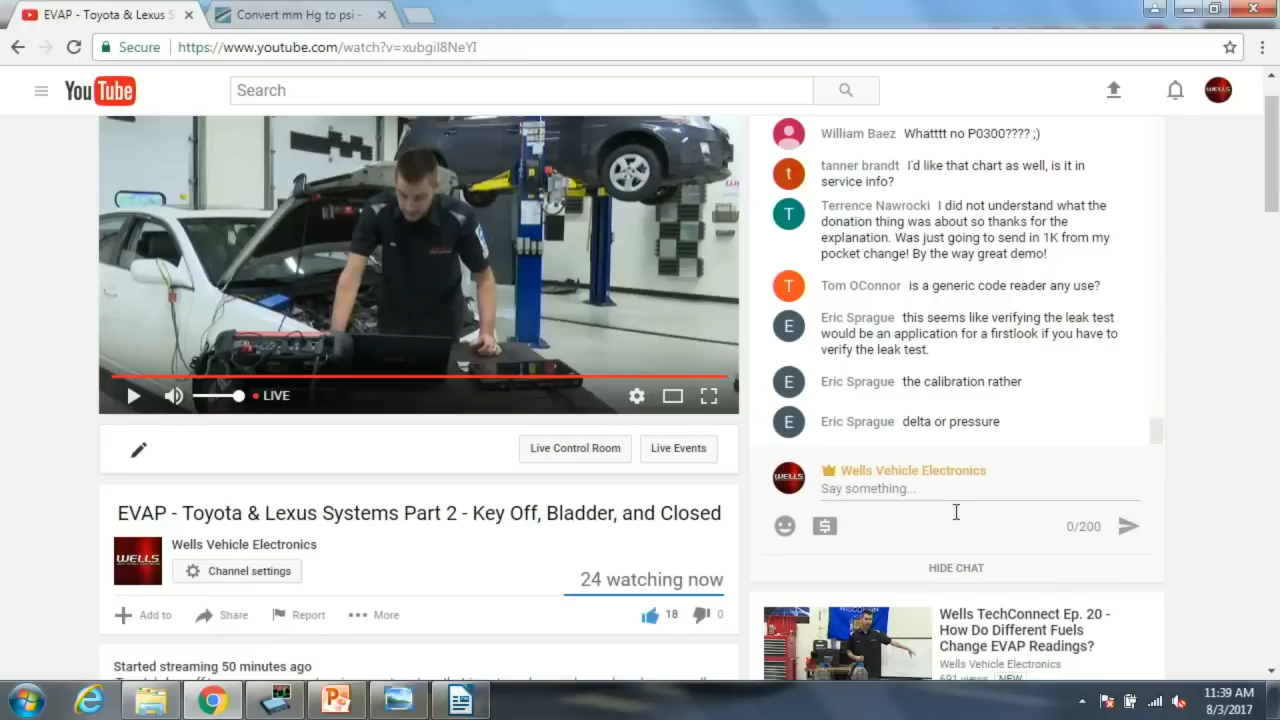 EVAP - Toyota & Lexus S
Convert mm Hg to psi -
Secure
https://www.youtube.com/watch?v=xubgil8NeYI
YouTube
Search
WELLS
William Baez Whatttt no P0300???? ;)
tanner brandt I'd like that chart as well, is it in
service info?
Terrence Nawrocki I did not understand what the
donation thing was about so thanks for the
explanation. Was just going to send in 1K from my
pocket change! By the way great demo!
Tom OConnor is a generic code reader any use?
Eric Sprague this seems like verifying the leak test
would be an application for a firstlook if you have to
verify the leak test.
Eric Sprague the calibration rather
Eric Sprague delta or pressure
t
T
T
E
E
E
LIVE
Live Control Room
Live Events
WELLS
Wells Vehicle Electronics
Say something...
0/200
HIDE CHAT
EVAP - Toyota & Lexus Systems Part 2 - Key Off, Bladder, and Closed
WELLS
Wells Vehicle Electronics
Channel settings
24 watching now
Add to
Share
Report
More
18
0
Started streaming 50 minutes ago
WISCONSIN
Wells TechConnect Ep. 20 -
How Do Different Fuels
Change EVAP Readings?
Wells Vehicle Electronics
691 views NEW
11:39 AM
8/3/2017